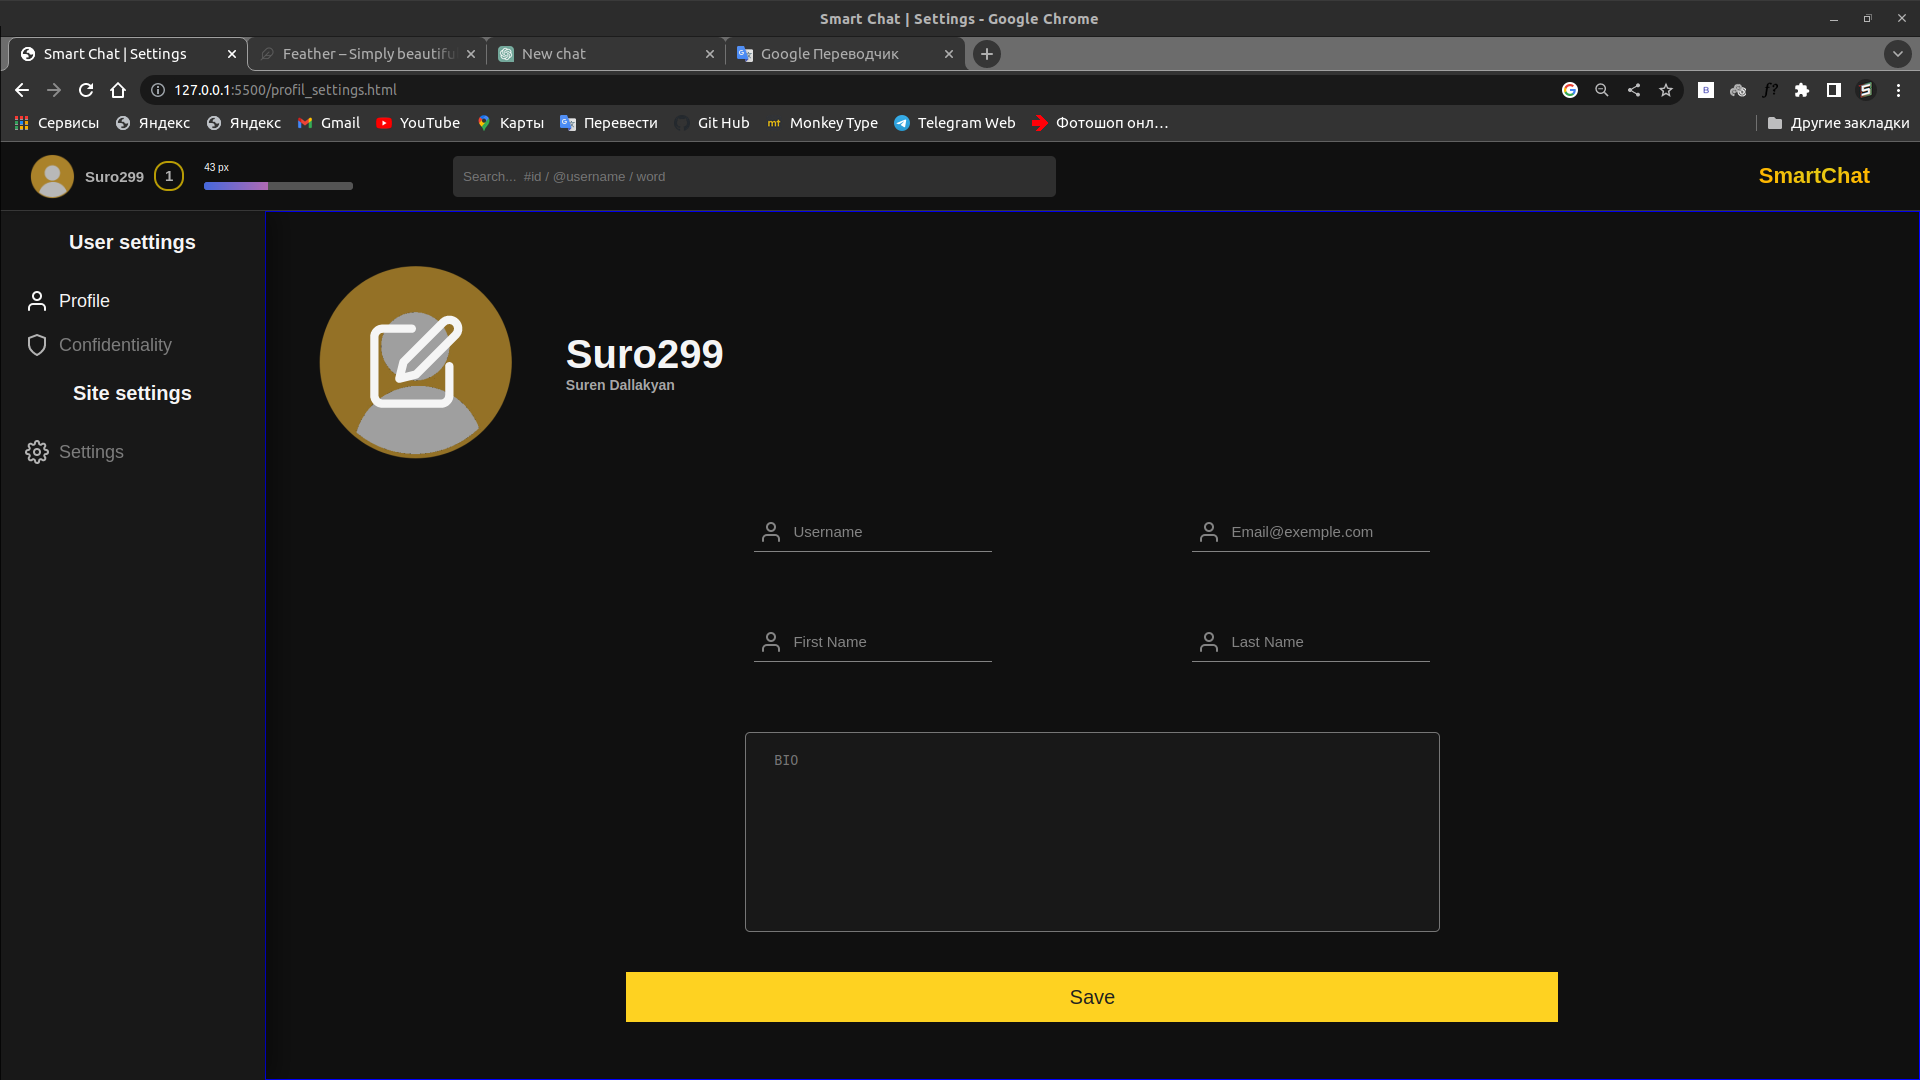 Smart Chat | Settings - Google Chrome
Smart Chat | Settings
Feather – Simply beautiful
New chat
Google Переводчик
127.0.0.1:5500/profil_settings.html
Сервисы
Яндекс
Яндекс
Gmail
YouTube
Карты
Перевести
Git Hub
mt
Monkey Type
Telegram Web
Фотошоп онл...
Другие закладки
Suro299
1
43 px
Search... #id / @username / word
SmartChat
User settings
Profile
Confidentiality
Site settings
Settings
Suro299
Suren Dallakyan
Username
Email@exemple.com
First Name
Last Name
BIO
Save